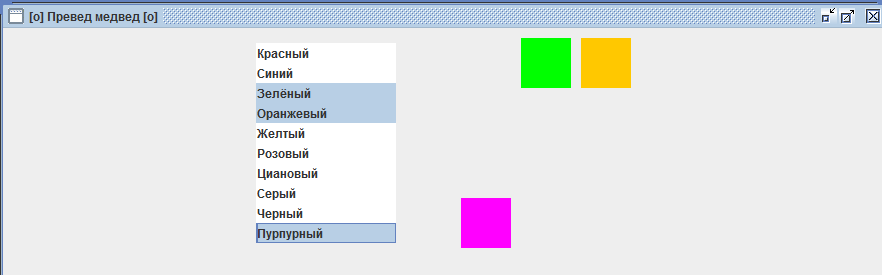 [o] Превед медвед [o]
Красный
Синий
Зелёный
Оранжевый
Желтый
Розовый
Циановый
Серый
Черный
Пурпурный